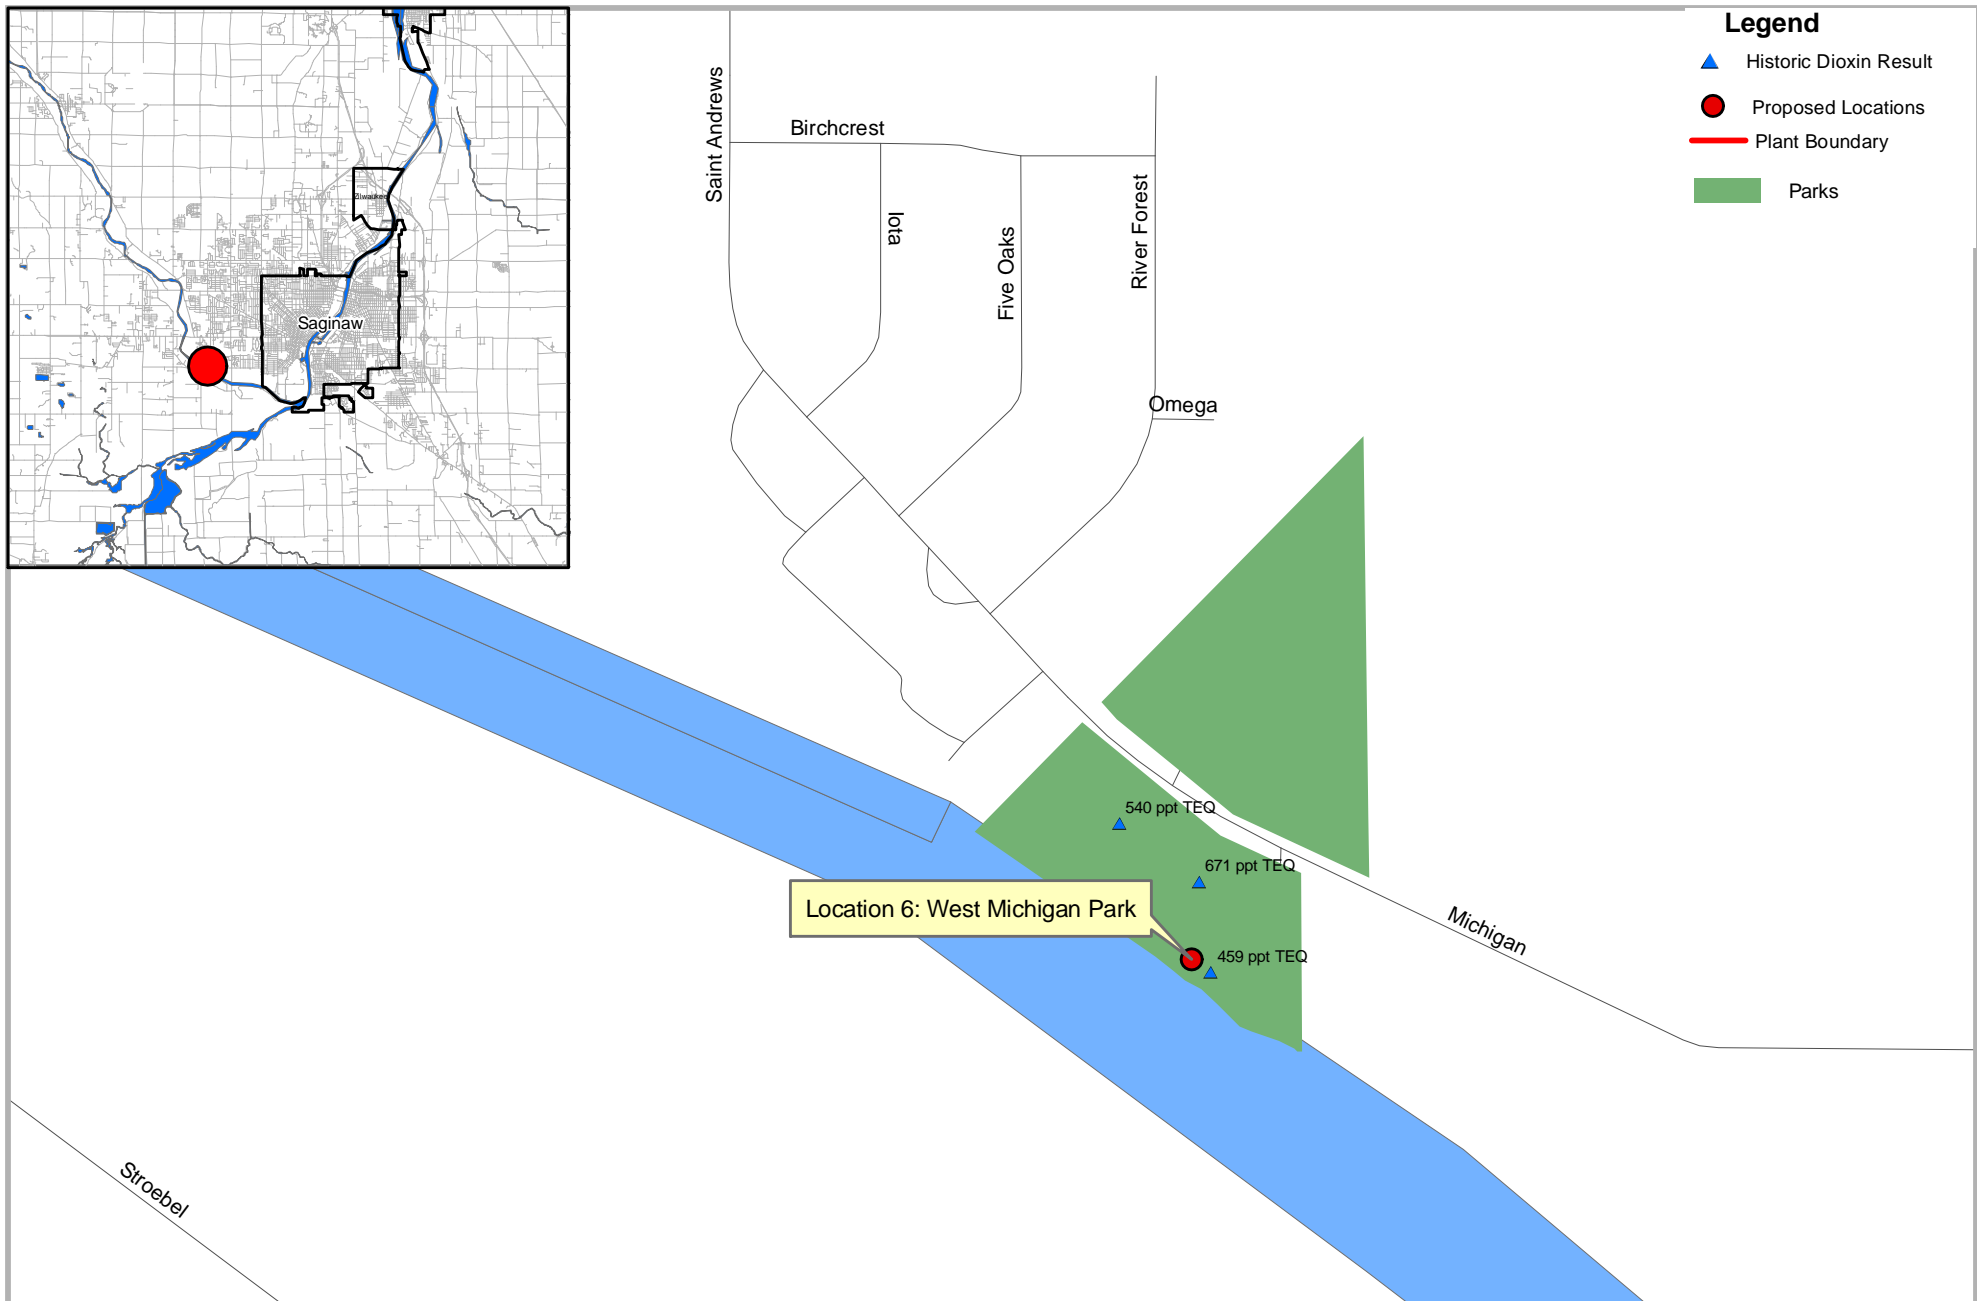 Legend
Historic Dioxin Result
Proposed Locations
Plant Boundary
Parks
Zilwaukee
Saginaw
Saint Andrews
Birchcrest
Iota
Five Oaks
River Forest
Omega
540 ppt TEQ
671 ppt TEQ
Location 6: West Michigan Park
459 ppt TEQ
Michigan
Stroebel